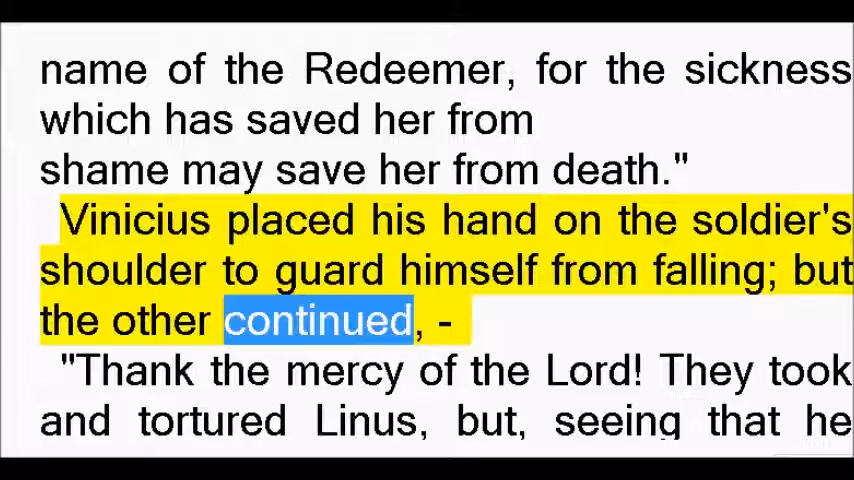 name of the Redeemer, for the sickness
which has saved her from
shame may save her from death."
Vinicius placed his hand on the soldier's
shoulder to guard himself from falling; but
the other continued, -
"Thank the mercy of the Lord! They took
and tortured Linus, but, seeing that he